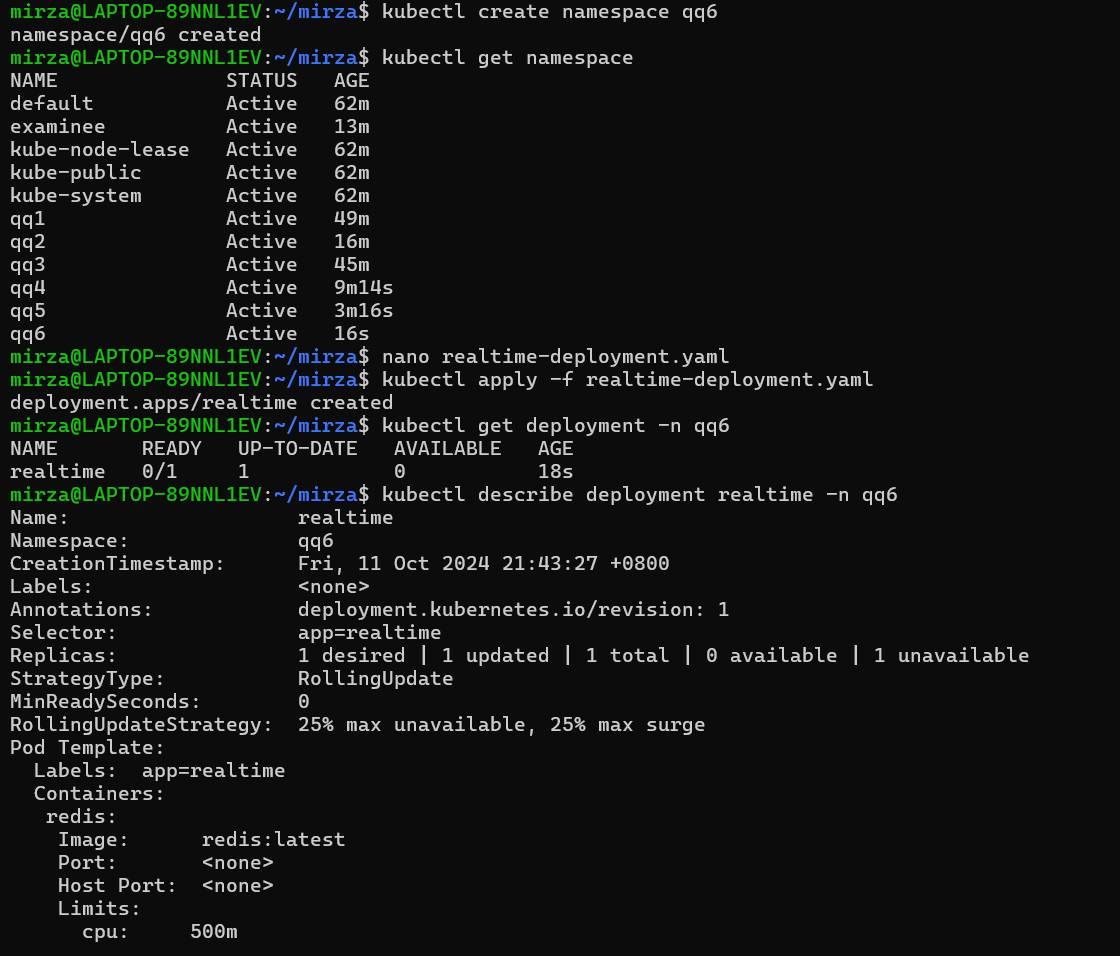 mirza@LAPTOP-89NNL1EV:~/mirza$ kubectl create namespace qq6
namespace/qq6 created
mirza@LAPTOP-89NNL1EV:~/mirza$ kubectl get namespace
NAME              STATUS   AGE
default           Active   62m
examinee          Active   13m
kube-node-lease   Active   62m
kube-public       Active   62m
kube-system       Active   62m
qq1               Active   49m
qq2               Active   16m
qq3               Active   45m
qq4               Active   9m14s
qq5               Active   3m16s
qq6               Active   16s
mirza@LAPTOP-89NNL1EV:~/mirza$ nano realtime-deployment.yaml
mirza@LAPTOP-89NNL1EV:~/mirza$ kubectl apply -f realtime-deployment.yaml
deployment.apps/realtime created
mirza@LAPTOP-89NNL1EV:~/mirza$ kubectl get deployment -n qq6
NAME       READY   UP-TO-DATE   AVAILABLE   AGE
realtime   0/1     1            0           18s
mirza@LAPTOP-89NNL1EV:~/mirza$ kubectl describe deployment realtime -n qq6
Name:                   realtime
Namespace:              qq6
CreationTimestamp:      Fri, 11 Oct 2024 21:43:27 +0800
Labels:                 <none>
Annotations:            deployment.kubernetes.io/revision: 1
Selector:               app=realtime
Replicas:               1 desired | 1 updated | 1 total | 0 available | 1 unavailable
StrategyType:           RollingUpdate
MinReadySeconds:        0
RollingUpdateStrategy:  25% max unavailable, 25% max surge
Pod Template:
  Labels:  app=realtime
  Containers:
   redis:
    Image:      redis:latest
    Port:       <none>
    Host Port:  <none>
    Limits:
      cpu:     500m